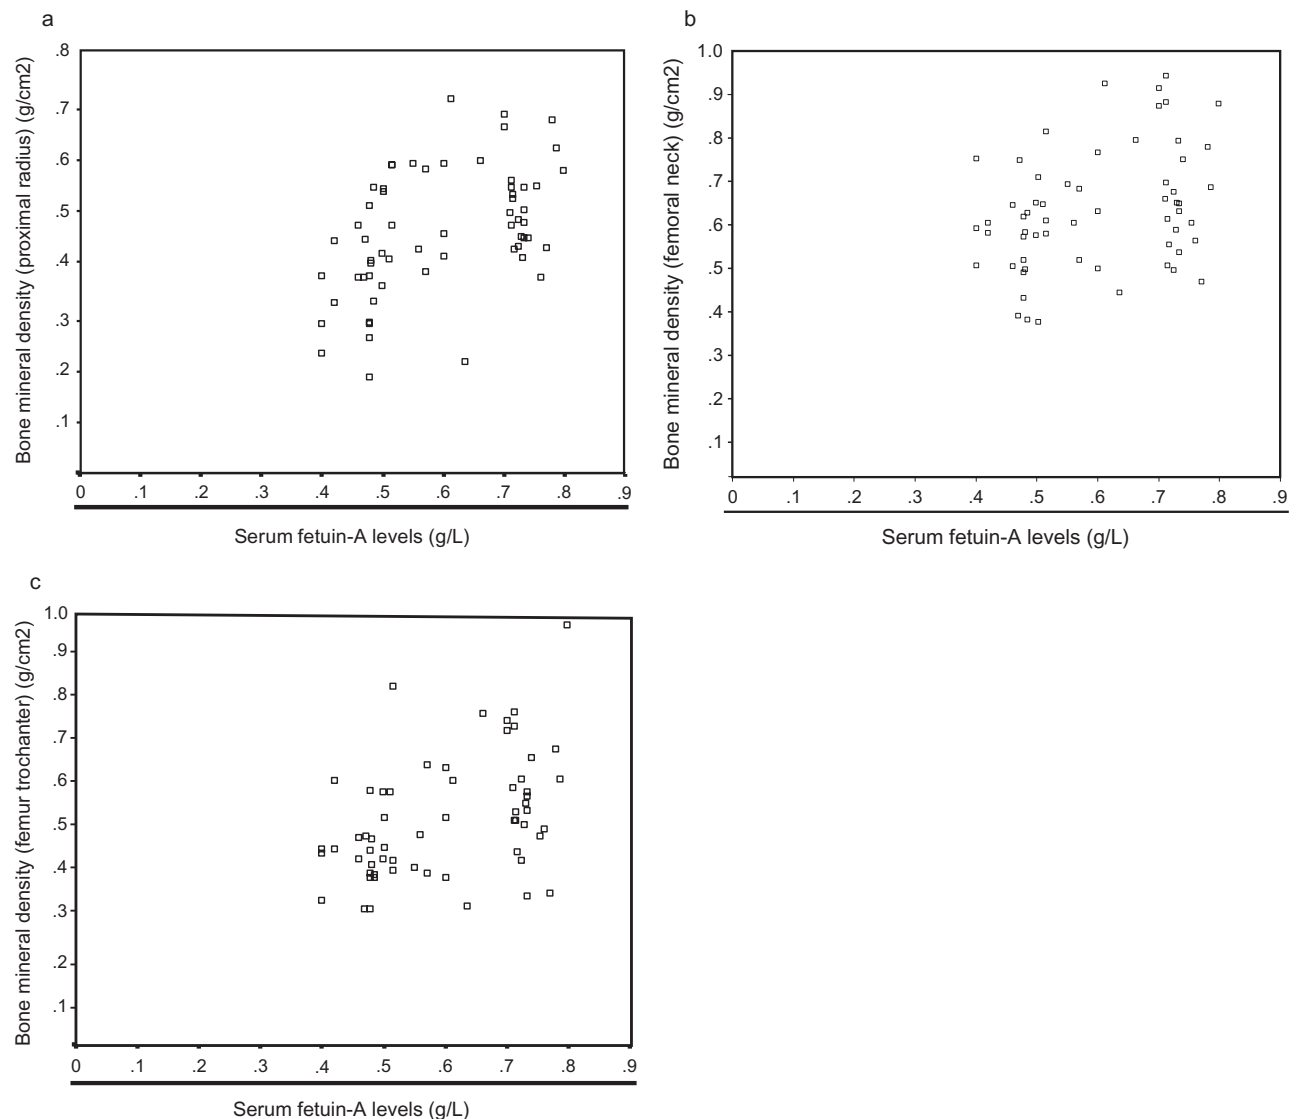 a
Bone mineral density (proximal radius) (g/cm2)
.8
.7
.6
.5
.4
.3
.2
.1
0 .1 .2 .3 .4 .5 .6 .7 .8 .9
Serum fetuin-A levels (g/L)
b
Bone mineral density (femoral neck) (g/cm2)
1.0
.9
.8
.7
.6
.5
.4
.3
.2
.1
0 .1 .2 .3 .4 .5 .6 .7 .8 .9
Serum fetuin-A levels (g/L)
c
Bone mineral density (femur trochanter) (g/cm2)
1.0
.9
.8
.7
.6
.5
.4
.3
.2
.1
0 .1 .2 .3 .4 .5 .6 .7 .8 .9
Serum fetuin-A levels (g/L)